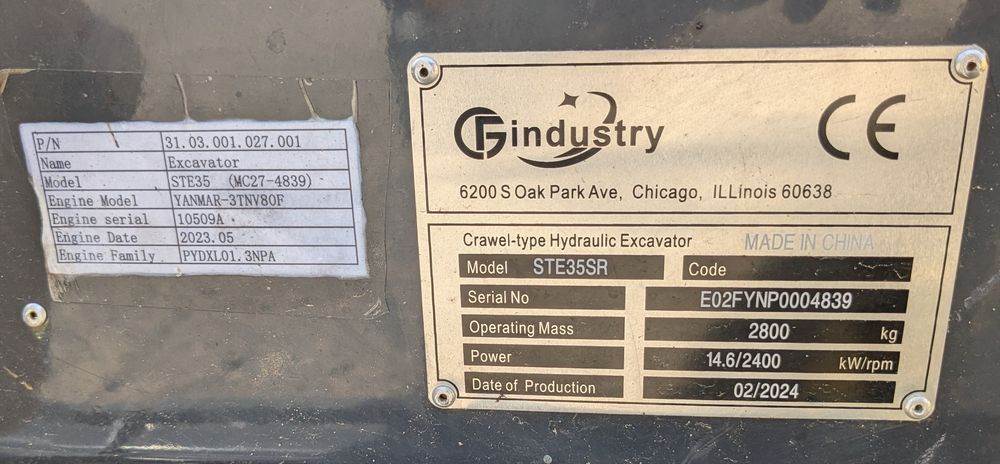 P/N 31.03.001.027.001
Name Excavator
Model STE35 (MC27-4839)
Engine Model YANMAR-3TNV80F
Engine serial 10509A
Engine Date 2023.05
Engine Family PYDXL01.3NPA
GF industry
CE
6200 S Oak Park Ave, Chicago, ILLinois 60638
Crawel-type Hydraulic Excavator MADE IN CHINA
Model STE35SR Code
Serial No E02FYNP0004839
Operating Mass 2800 kg
Power 14.6/2400 kW/rpm
Date of Production 02/2024